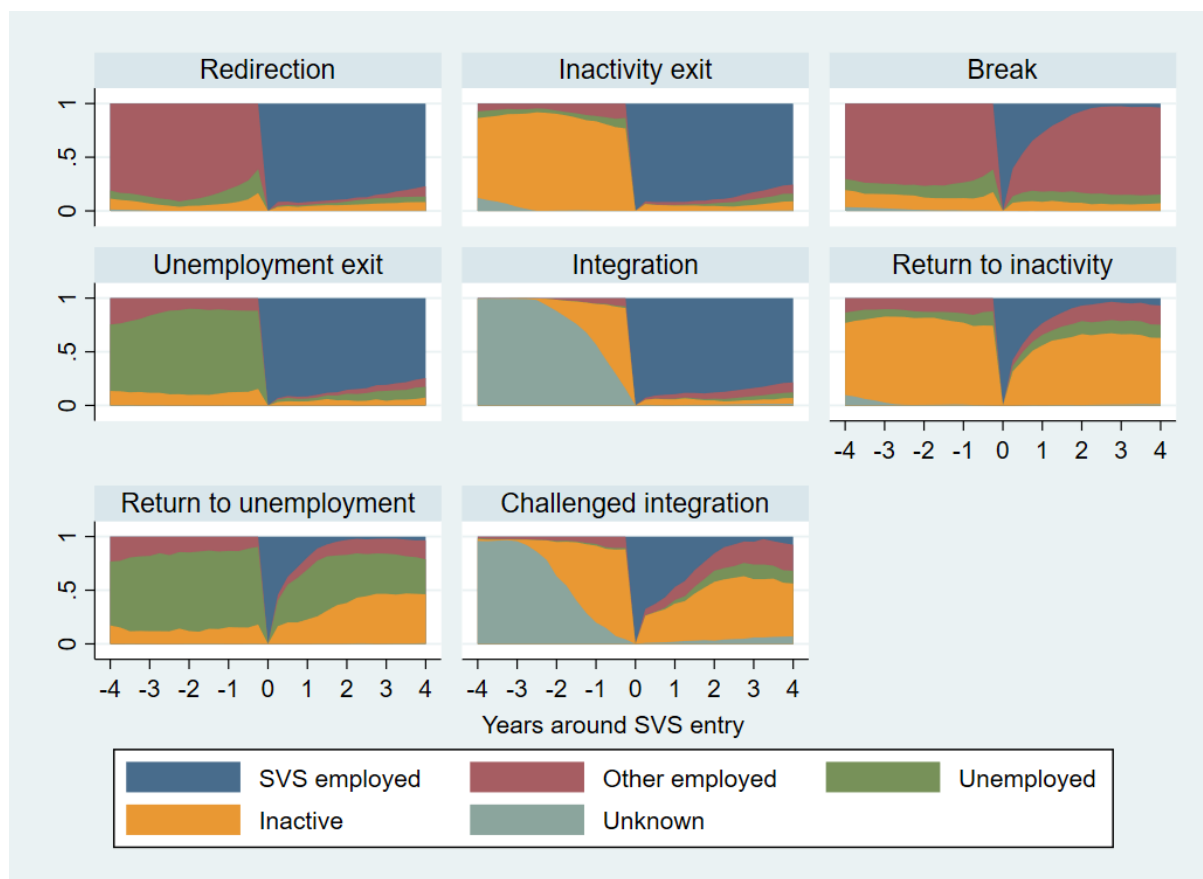 Redirection Inactivity exit Break
1
.5
0
Unemployment exit Integration Return to inactivity
1
.5
0
-4 -3 -2 -1 0 1 2 3 4
Return to unemployment Challenged integration
1
.5
0
-4 -3 -2 -1 0 1 2 3 4 -4 -3 -2 -1 0 1 2 3 4
Years around SVS entry
SVS employed Other employed Unemployed
Inactive Unknown